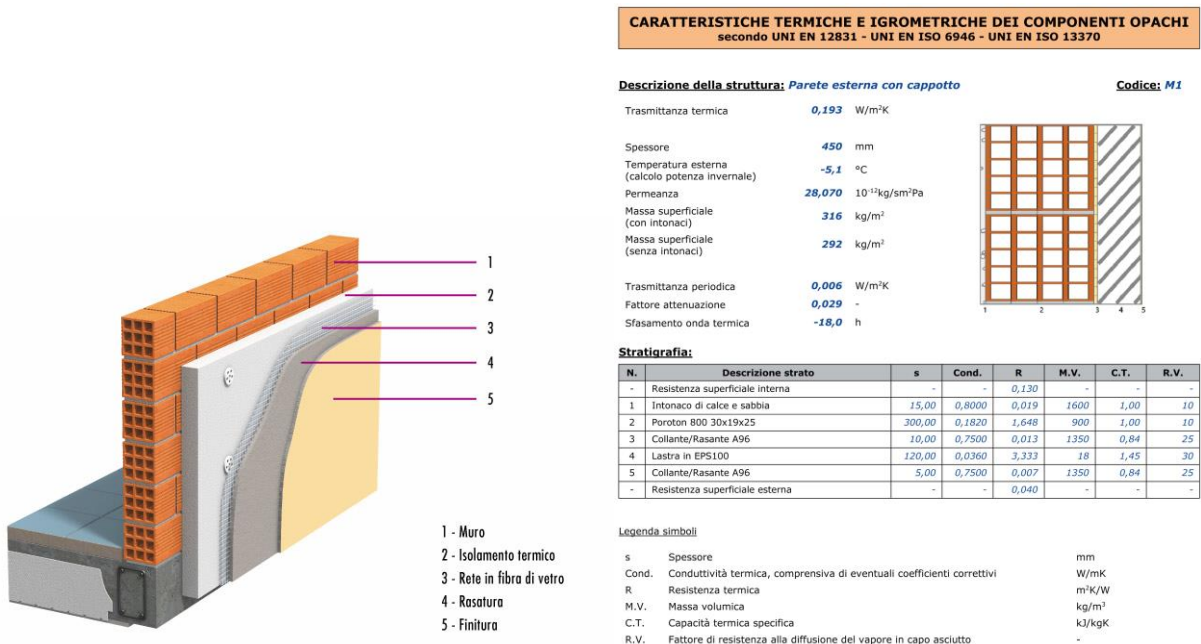 1
2
3
4
5
1 - Muro
2 - Isolamento termico
3 - Rete in fibra di vetro
4 - Rasatura
5 - Finitura
CARATTERISTICHE TERMICHE E IGROMETRICHE DEI COMPONENTI OPACHI
secondo UNI EN 12831 - UNI EN ISO 6946 - UNI EN ISO 13370
Descrizione della struttura: Parete esterna con cappotto Codice: M1
Trasmittanza termica 0,193 W/m²K
Spessore 450 mm
Temperatura esterna
(calcolo potenza invernale) -5,1 °C
Permeanza 28,070 10⁻¹²kg/sm²Pa
Massa superficiale
(con intonaci) 316 kg/m²
Massa superficiale
(senza intonaci) 292 kg/m²
Trasmittanza periodica 0,006 W/m²K
Fattore attenuazione 0,029 -
Sfasamento onda termica -18,0 h
1 2 3 4 5
Stratigrafia:
N. Descrizione strato s Cond. R M.V. C.T. R.V.
- Resistenza superficiale interna - - 0,130 - - -
1 Intonaco di calce e sabbia 15,00 0,8000 0,019 1600 1,00 10
2 Poroton 800 30x19x25 300,00 0,1820 1,648 900 1,00 10
3 Collante/Rasante A96 10,00 0,7500 0,013 1350 0,84 25
4 Lastra in EPS100 120,00 0,0360 3,333 18 1,45 30
5 Collante/Rasante A96 5,00 0,7500 0,007 1350 0,84 25
- Resistenza superficiale esterna - - 0,040 - - -
Legenda simboli
s Spessore mm
Cond. Conduttività termica, comprensiva di eventuali coefficienti correttivi W/mK
R Resistenza termica m²K/W
M.V. Massa volumica kg/m³
C.T. Capacità termica specifica kJ/kgK
R.V. Fattore di resistenza alla diffusione del vapore in capo asciutto -